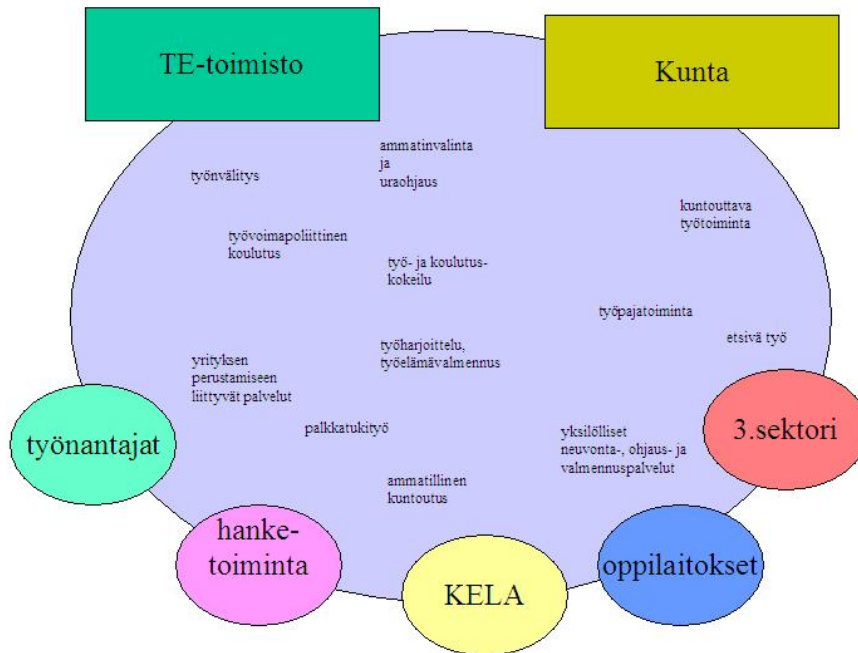 TE-toimisto
Kunta
ammatinvalinta
ja
uraohjaus
työnvälitys
kuntouttava
työtoiminta
työvoimapoliittinen
koulutus
työ- ja koulutus-
kokeilu
työpajatoiminta
etsivä työ
työharjoittelu,
työelämävalmennus
yrityksen
perustamiseen
liittyvät palvelut
palkkatukityö
yksilölliset
neuvonta-, ohjaus- ja
valmennuspalvelut
3.sektori
työnantajat
ammatillinen
kuntoutus
hanke-
toiminta
KELA
oppilaitokset